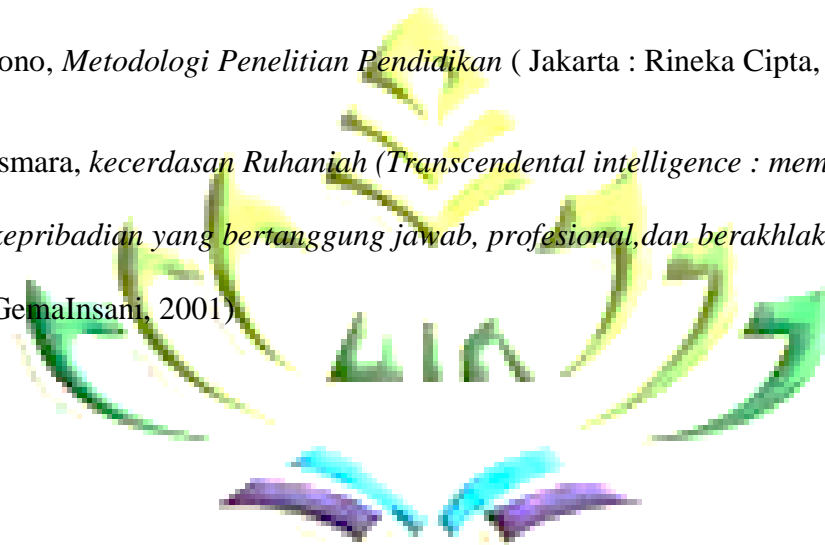 ono, Metodologi Penelitian Pendidikan ( Jakarta : Rineka Cipta,
smara, kecerdasan Ruhaniah (Transcendental intelligence : mem
kepribadian yang bertanggung jawab, profesional,dan berakhlak
GemaInsani, 2001)